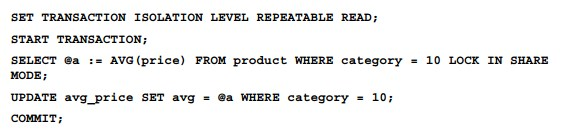 SET TRANSACTION ISOLATION LEVEL REPEATABLE READ;
START TRANSACTION;
SELECT @a := AVG(price) FROM product WHERE category = 10 LOCK IN SHARE
MODE;
UPDATE avg_price SET avg = @a WHERE category = 10;
COMMIT;